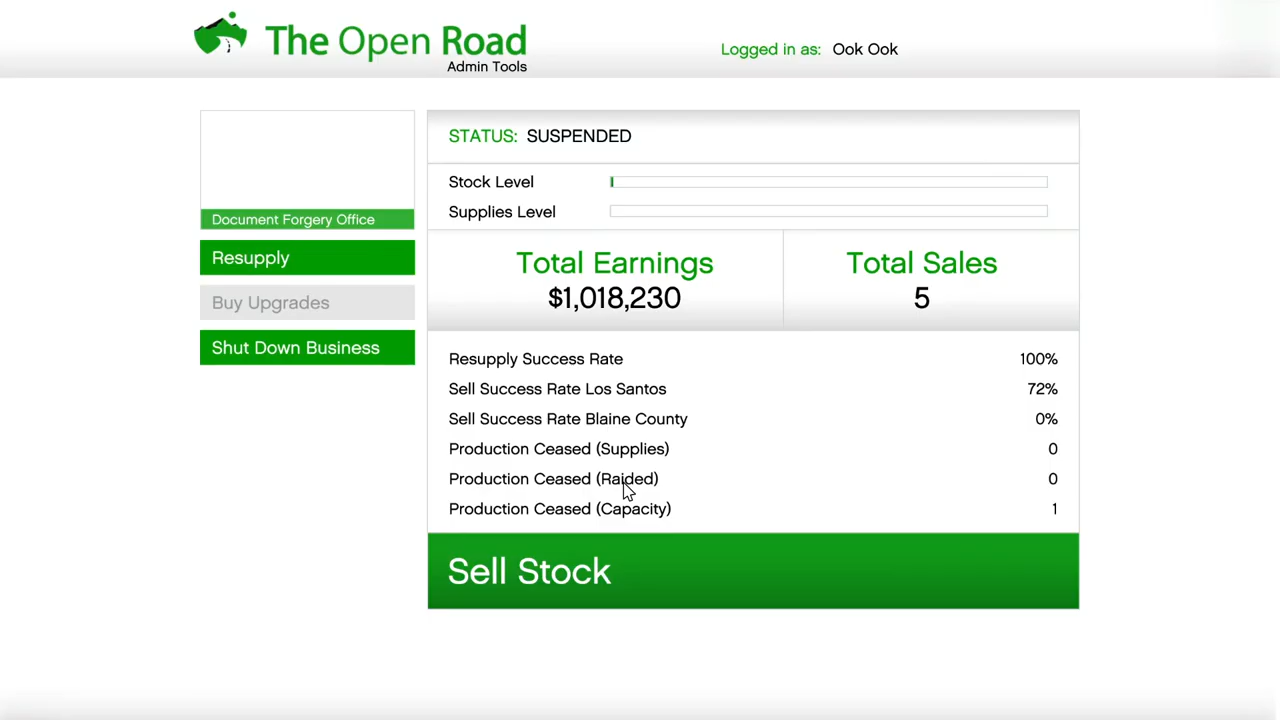 The Open Road
Admin Tools
Logged in as: Ook Ook
Document Forgery Office
Resupply
Buy Upgrades
Shut Down Business
STATUS: SUSPENDED
Stock Level
Supplies Level
Total Earnings
$1,018,230
Total Sales
5
Resupply Success Rate 100%
Sell Success Rate Los Santos 72%
Sell Success Rate Blaine County 0%
Production Ceased (Supplies) 0
Production Ceased (Raided) 0
Production Ceased (Capacity) 1
Sell Stock